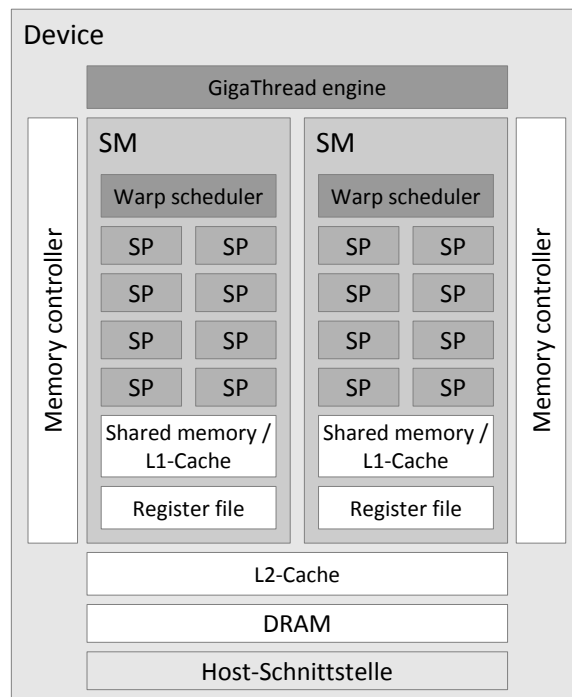 Device
GigaThread engine
Memory controller
SM
Warp scheduler
SP SP
SP SP
SP SP
SP SP
Shared memory /
L1-Cache
Register file
SM
Warp scheduler
SP SP
SP SP
SP SP
SP SP
Shared memory /
L1-Cache
Register file
Memory controller
L2-Cache
DRAM
Host-Schnittstelle